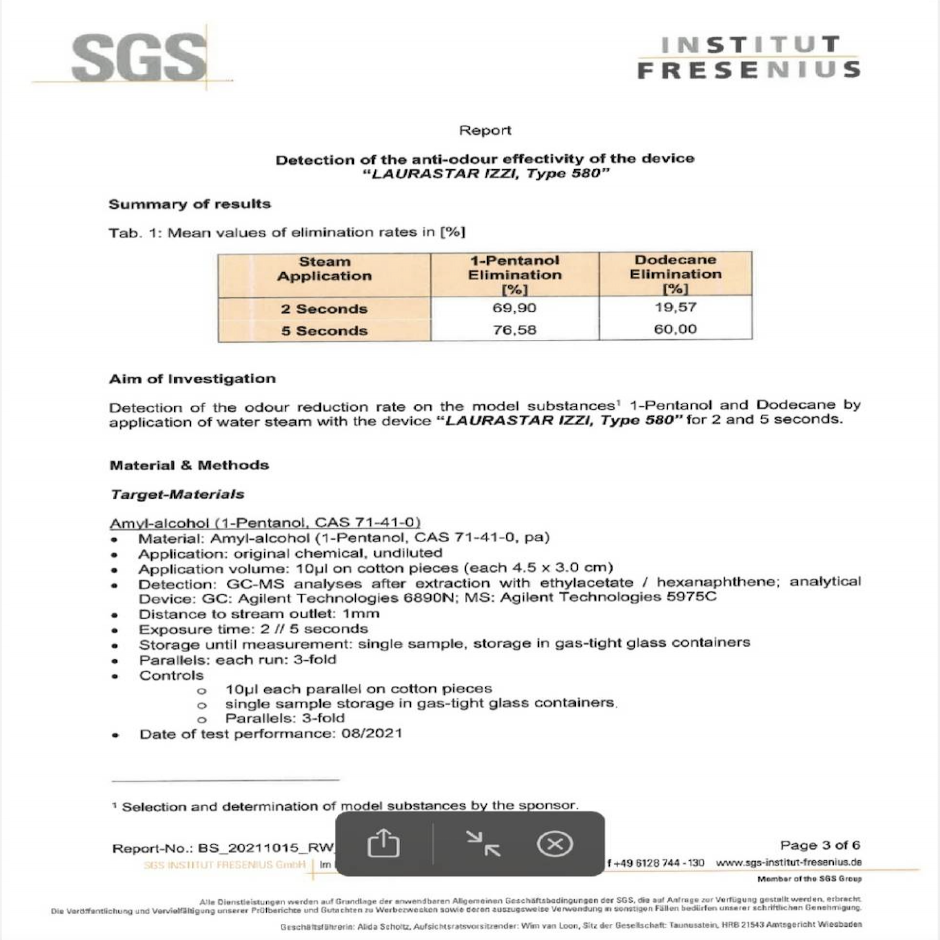 SGS
INSTITUT
FRESENIUS
Report
Detection of the anti-odour effectivity of the device
"LAURASTAR IZZI, Type 580"
Summary of results
Tab. 1: Mean values of elimination rates in [%]
Steam Application 1-Pentanol Elimination [%] Dodecane Elimination [%]
2 Seconds 69,90 19,57
5 Seconds 76,58 60,00
Aim of Investigation
Detection of the odour reduction rate on the model substances¹ 1-Pentanol and Dodecane by
application of water steam with the device "LAURASTAR IZZI, Type 580" for 2 and 5 seconds.
Material & Methods
Target-Materials
Amyl-alcohol (1-Pentanol, CAS 71-41-0)
• Material: Amyl-alcohol (1-Pentanol, CAS 71-41-0, pa)
• Application: original chemical, undiluted
• Application volume: 10µl on cotton pieces (each 4.5 x 3.0 cm)
• Detection: GC-MS analyses after extraction with ethylacetate / hexanaphthene; analytical
Device: GC: Agilent Technologies 6890N; MS: Agilent Technologies 5975C
• Distance to stream outlet: 1mm
• Exposure time: 2 // 5 seconds
• Storage until measurement: single sample, storage in gas-tight glass containers
• Parallels: each run: 3-fold
• Controls
o 10µl each parallel on cotton pieces
o single sample storage in gas-tight glass containers.
o Parallels: 3-fold
• Date of test performance: 08/2021
¹ Selection and determination of model substances by the sponsor.
Report-No.: BS_20211015_RW_ Page 3 of 6
SGS INSTITUT FRESENIUS GmbH | Im f +49 6128 744 - 130 www.sgs-institut-fresenius.de
Member of the SGS Group
Alle Dienstleistungen werden auf Grundlage der anwendbaren Allgemeinen Geschäftsbedingungen der SGS, die auf Anfrage zur Verfügung gestellt werden, erbracht.
Die Veröffentlichung und Vervielfältigung unserer Prüfberichte und Gutachten zu Werbezwecken sowie deren auszugsweise Verwendung in sonstigen Fällen bedürfen unserer schriftlichen Genehmigung.
Geschäftsführerin: Alida Scholtz, Aufsichtsratsvorsitzender: Wim van Loon, Sitz der Gesellschaft: Taunusstein, HRB 21543 Amtsgericht Wiesbaden